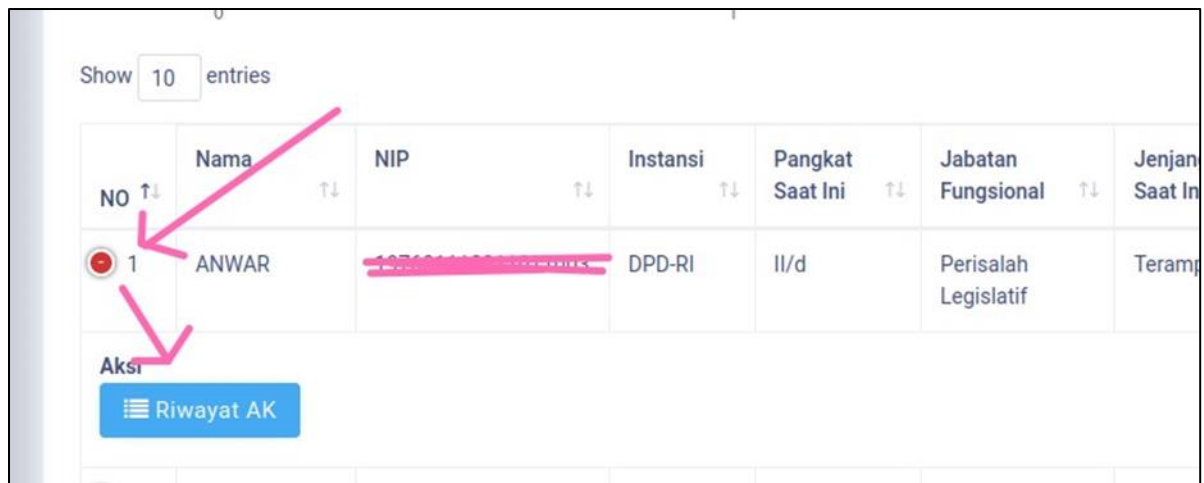 Show 10 entries
NO Nama NIP Instansi Pangkat Saat Ini Jabatan Fungsional Saat
1 ANWAR DPD-RI II/d Perisalah Legislatif
Aksi
Riwayat AK